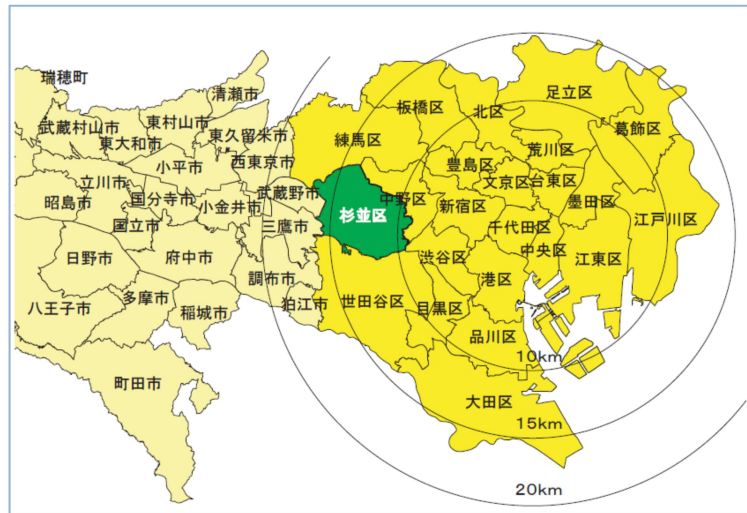 瑞穂町
清瀬市
武蔵村山市
東村山市
東大和市
東久留米市
小平市
西東京市
立川市
昭島市
国分寺市
小金井市
武蔵野市
国立市
三鷹市
日野市
府中市
調布市
八王子市
多摩市
稲城市
狛江市
町田市
足立区
板橋区
北区
葛飾区
練馬区
荒川区
豊島区
文京区
台東区
中野区
杉並区
新宿区
墨田区
江戸川区
千代田区
中央区
渋谷区
江東区
港区
世田谷区
目黒区
品川区
10km
大田区
15km
20km